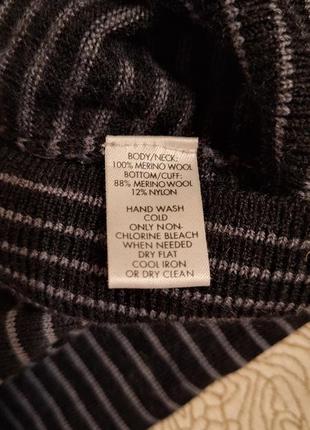 BODY/NECK:
100% MERINO WOOL
BOTTOM/CUFF:
88% MERINO WOOL
12% NYLON
HAND WASH
COLD
ONLY NON-
CHLORINE BLEACH
WHEN NEEDED
DRY FLAT
COOL IRON
OR DRY CLEAN